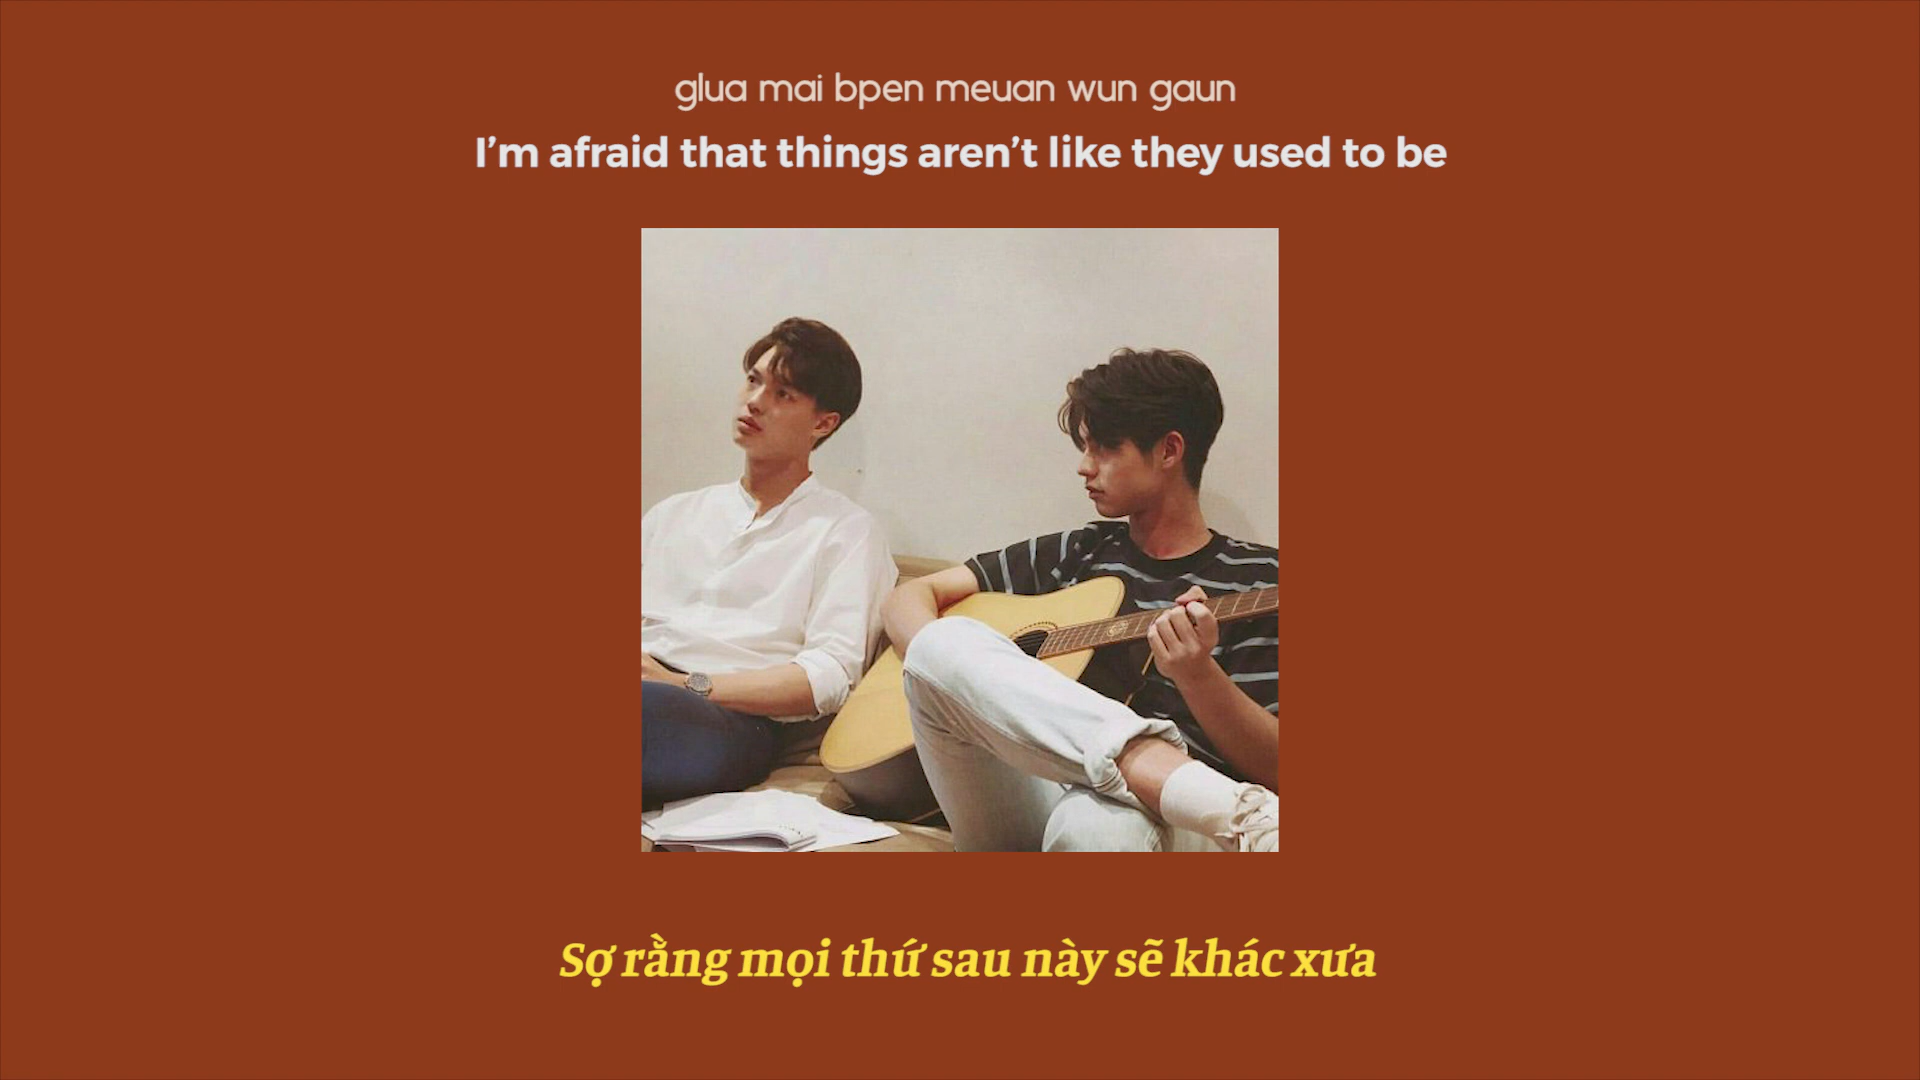 glua mai bpen meuan wun gaun
I'm afraid that things aren't like they used to be
Sợ rằng mọi thứ sau này sẽ khác xưa